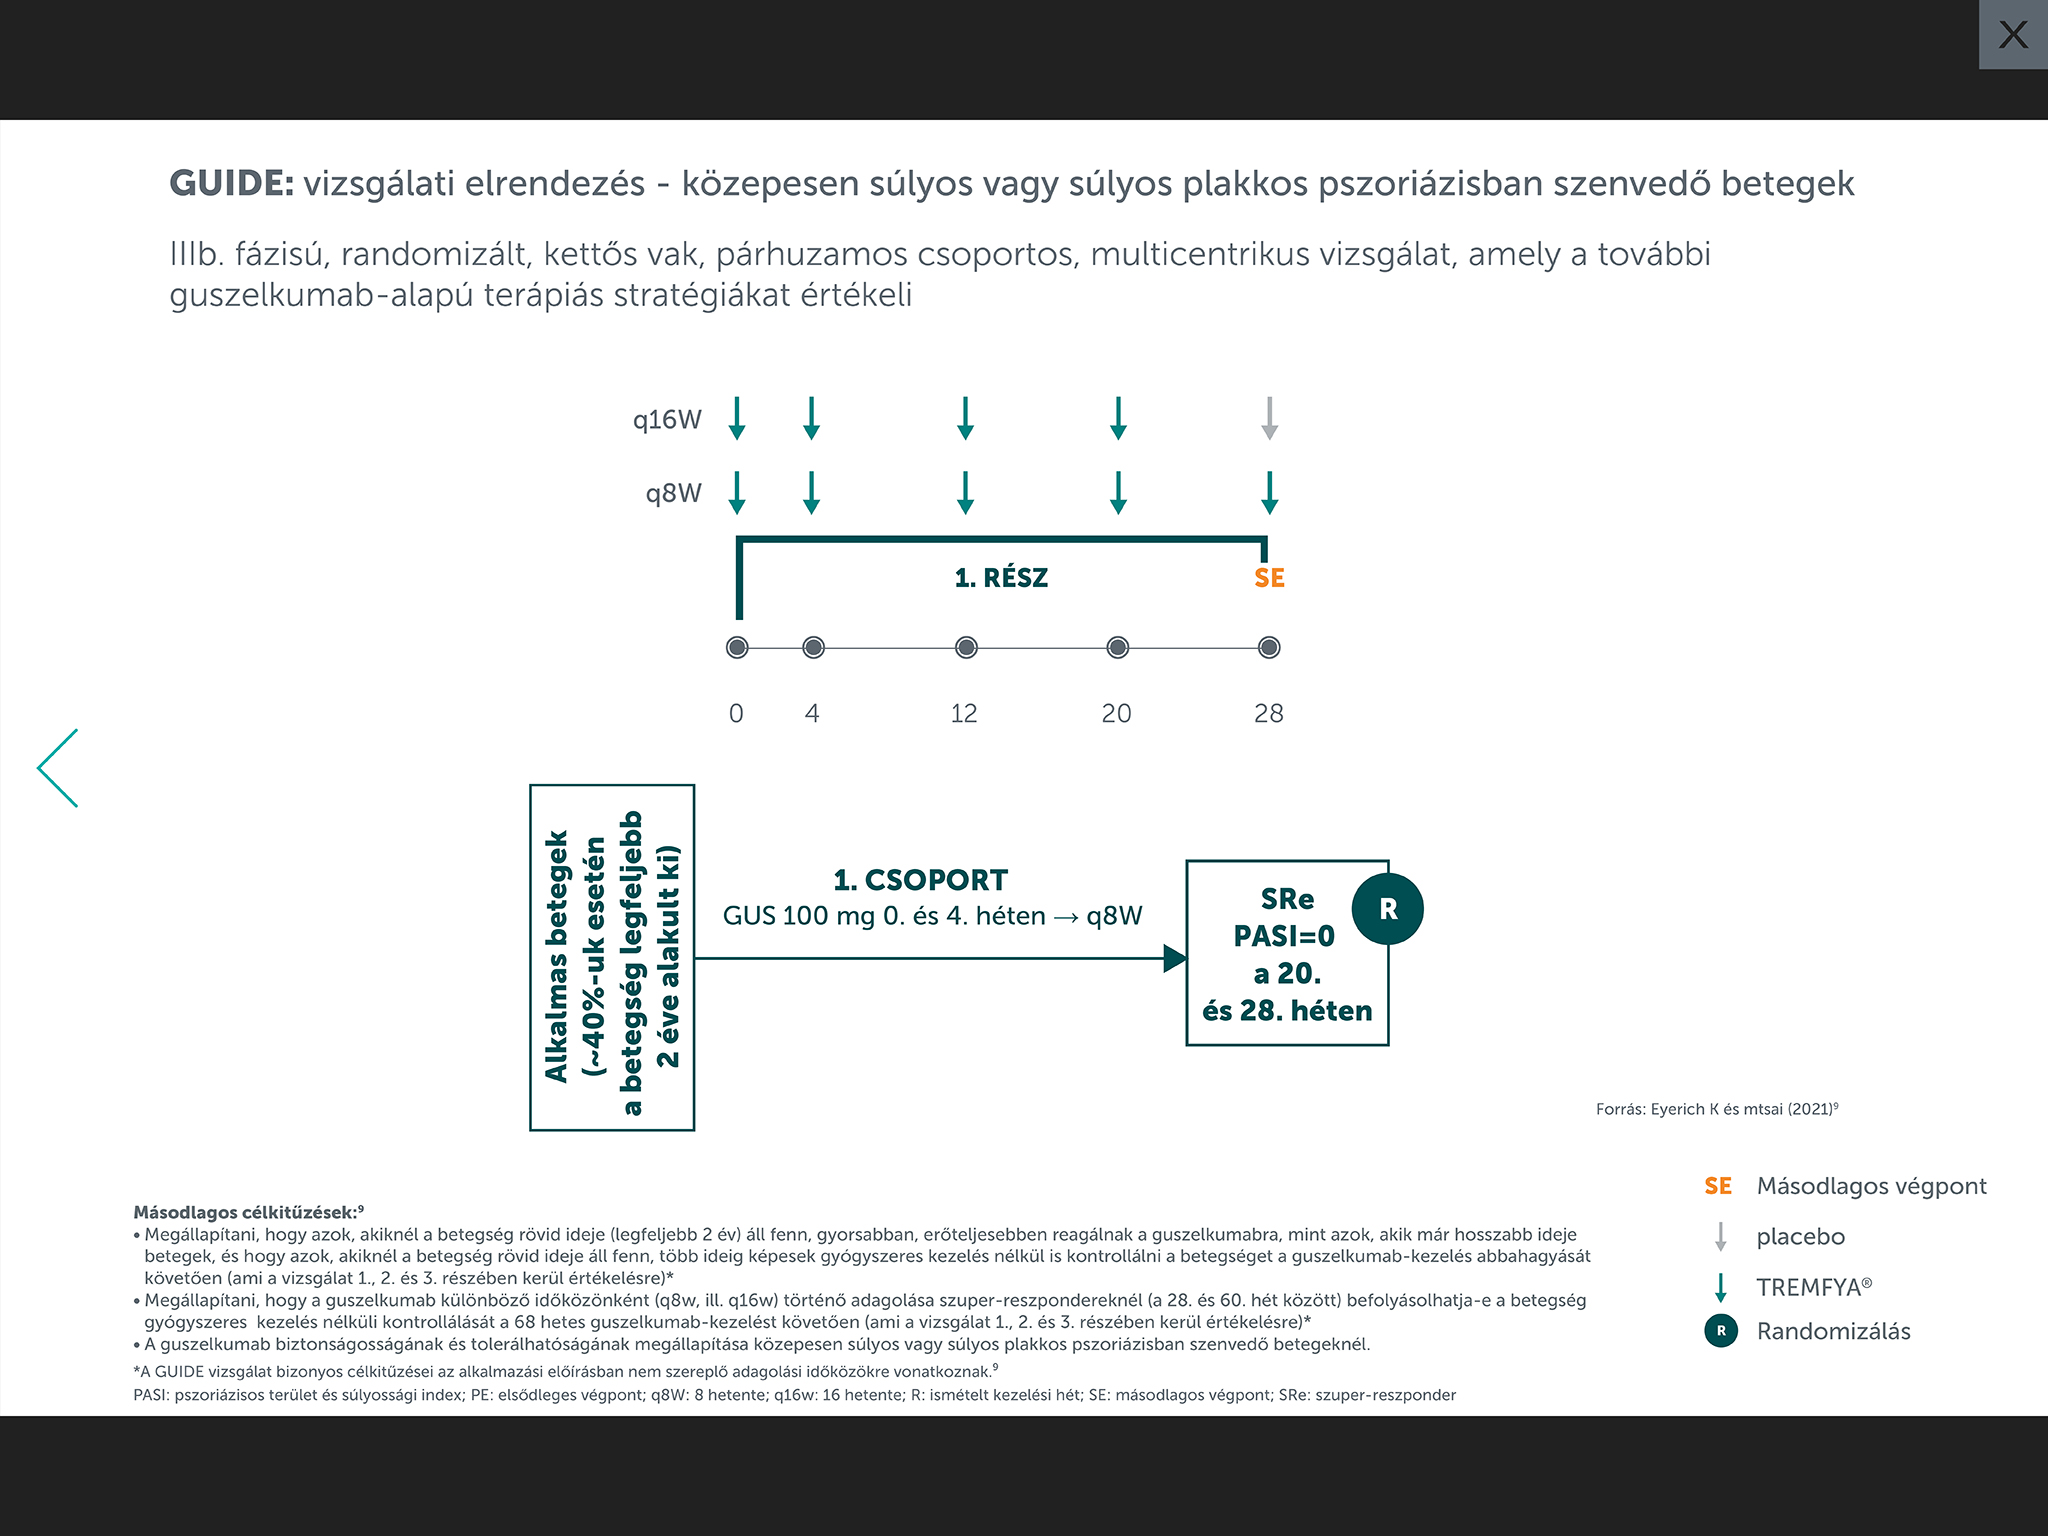 X
GUIDE: vizsgálati elrendezés - közepesen súlyos vagy súlyos plakkos pszoriázisban szenvedő betegek
IIIb. fázisú, randomizált, kettős vak, párhuzamos csoportos, multicentrikus vizsgálat, amely a további
guszelkumab-alapú terápiás stratégiákat értékeli
q16W
q8W
1. RÉSZ
SE
0 4 12 20 28
Alkalmas betegek
(~40%-uk esetén
a betegség legfeljebb
2 éve alakult ki)
1. CSOPORT
GUS 100 mg 0. és 4. héten → q8W
SRe
PASI=0
a 20.
és 28. héten
R
Forrás: Eyerich K és mtsai (2021)⁹
SE Másodlagos végpont
placebo
TREMFYA®
R Randomizálás
Másodlagos célkitűzések:⁹
• Megállapítani, hogy azok, akiknél a betegség rövid ideje (legfeljebb 2 év) áll fenn, gyorsabban, erőteljesebben reagálnak a guszelkumabra, mint azok, akik már hosszabb ideje
betegek, és hogy azok, akiknél a betegség rövid ideje áll fenn, több ideig képesek gyógyszeres kezelés nélkül is kontrollálni a betegséget a guszelkumab-kezelés abbahagyását
követően (ami a vizsgálat 1., 2. és 3. részében kerül értékelésre)*
• Megállapítani, hogy a guszelkumab különböző időközönként (q8w, ill. q16w) történő adagolása szuper-reszpondereknél (a 28. és 60. hét között) befolyásolhatja-e a betegség
gyógyszeres kezelés nélküli kontrollálását a 68 hetes guszelkumab-kezelést követően (ami a vizsgálat 1., 2. és 3. részében kerül értékelésre)*
• A guszelkumab biztonságosságának és tolerálhatóságának megállapítása közepesen súlyos vagy súlyos plakkos pszoriázisban szenvedő betegeknél.
*A GUIDE vizsgálat bizonyos célkitűzései az alkalmazási előírásban nem szereplő adagolási időközökre vonatkoznak.⁹
PASI: pszoriázisos terület és súlyossági index; PE: elsődleges végpont; q8W: 8 hetente; q16w: 16 hetente; R: ismételt kezelési hét; SE: másodlagos végpont; SRe: szuper-reszponder